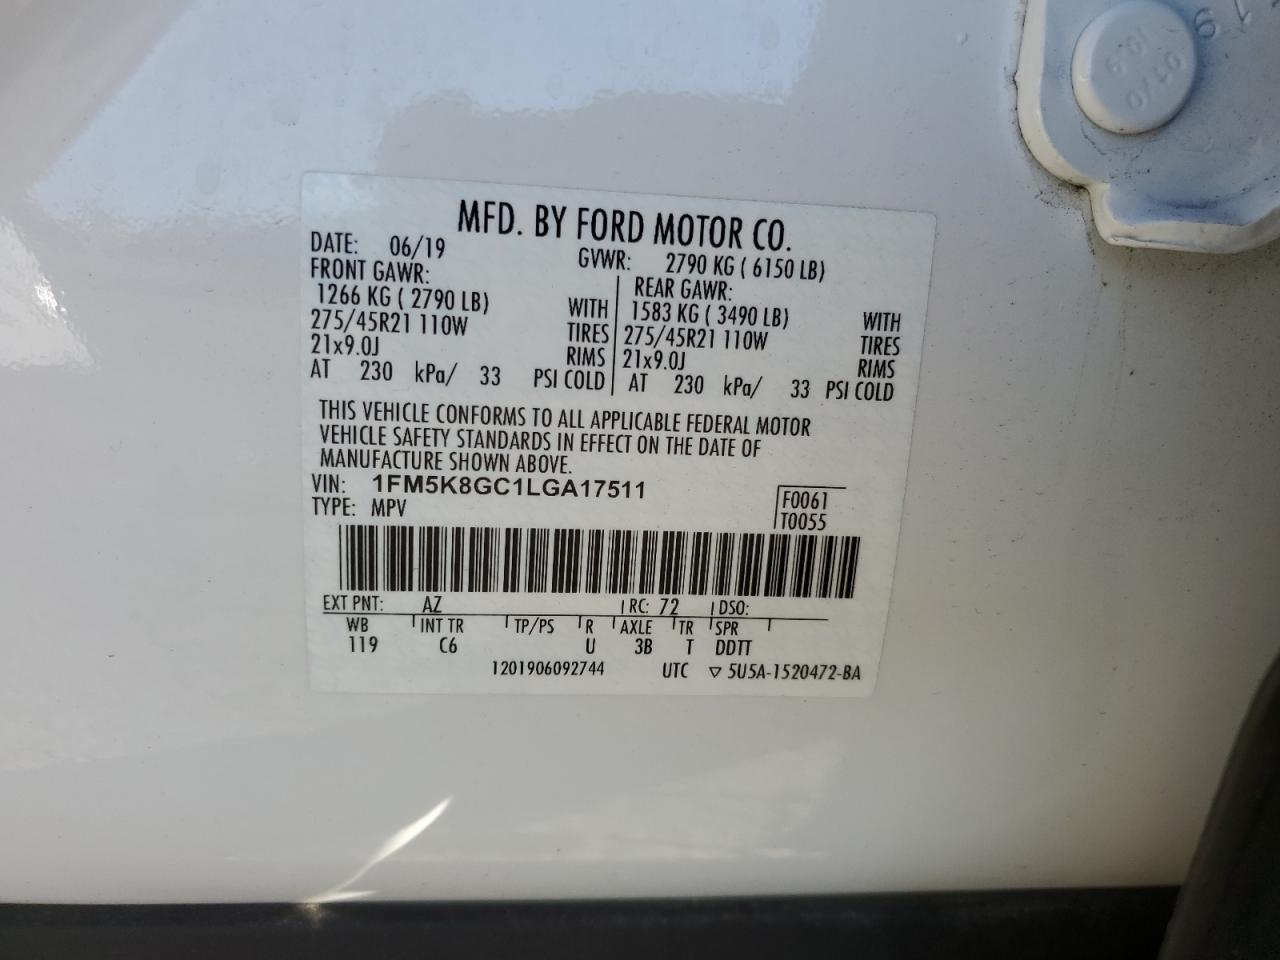 MFD. BY FORD MOTOR CO.
DATE: 06/19 GVWR: 2790 KG ( 6150 LB)
FRONT GAWR: REAR GAWR:
1266 KG ( 2790 LB) WITH 1583 KG ( 3490 LB) WITH
275/45R21 110W TIRES 275/45R21 110W TIRES
21x9.0J RIMS 21x9.0J RIMS
AT 230 kPa/ 33 PSI COLD AT 230 kPa/ 33 PSI COLD
THIS VEHICLE CONFORMS TO ALL APPLICABLE FEDERAL MOTOR
VEHICLE SAFETY STANDARDS IN EFFECT ON THE DATE OF
MANUFACTURE SHOWN ABOVE.
VIN: 1FM5K8GC1LGA17511 F0061
TYPE: MPV T0055
EXT PNT: AZ RC: 72 DSO:
WB INT TR TP/PS R AXLE TR SPR
119 C6 U 3B T DDTT
1201906092744 UTC ▽ 5U5A-1520472-BA